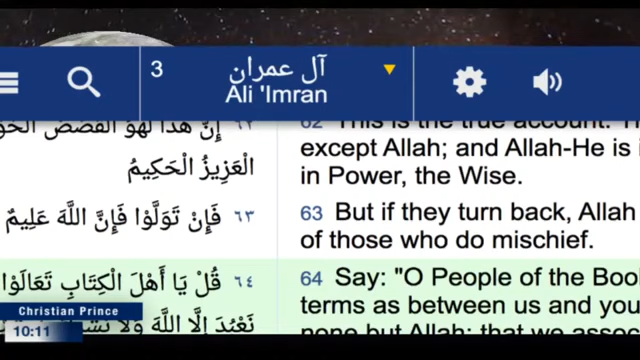 3
آل عمران
Ali 'Imran
٦٢ إِنَّ هَٰذَا لَهُوَ الْقَصَصُ
الْعَزِيزُ الْحَكِيمُ
٦٣ فَإِنْ تَوَلَّوْا فَإِنَّ اللَّهَ عَلِيمٌ
٦٤ قُلْ يَا أَهْلَ الْكِتَابِ تَعَالَوْا
نَعْبُدَ إِلَّا اللَّهَ وَلَا
62 This is the true account:
except Allah; and Allah-He is
in Power, the Wise.
63 But if they turn back, Allah
of those who do mischief.
64 Say: "O People of the Boo
terms as between us and you
none but Allah; that we assoc
Christian Prince
10:11